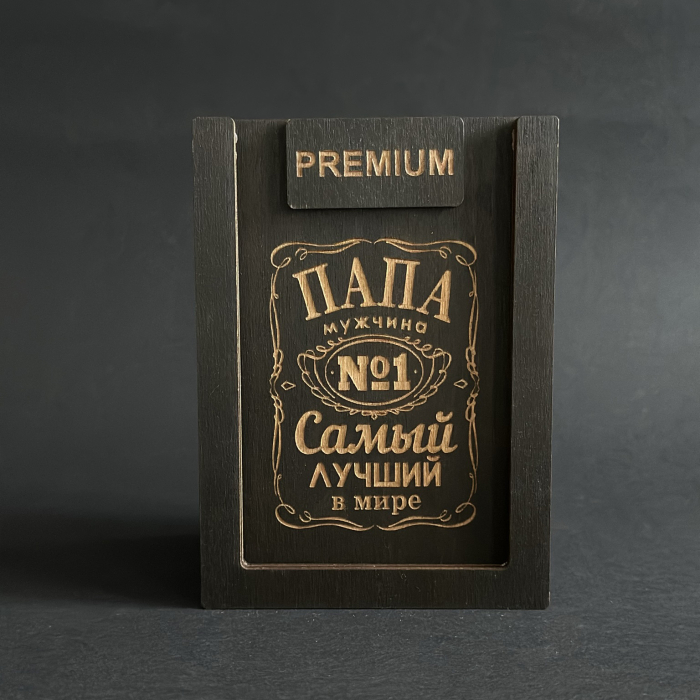 PREMIUM
ПАПА
мужчина
№1
Самый
ЛУЧШИЙ
в мире